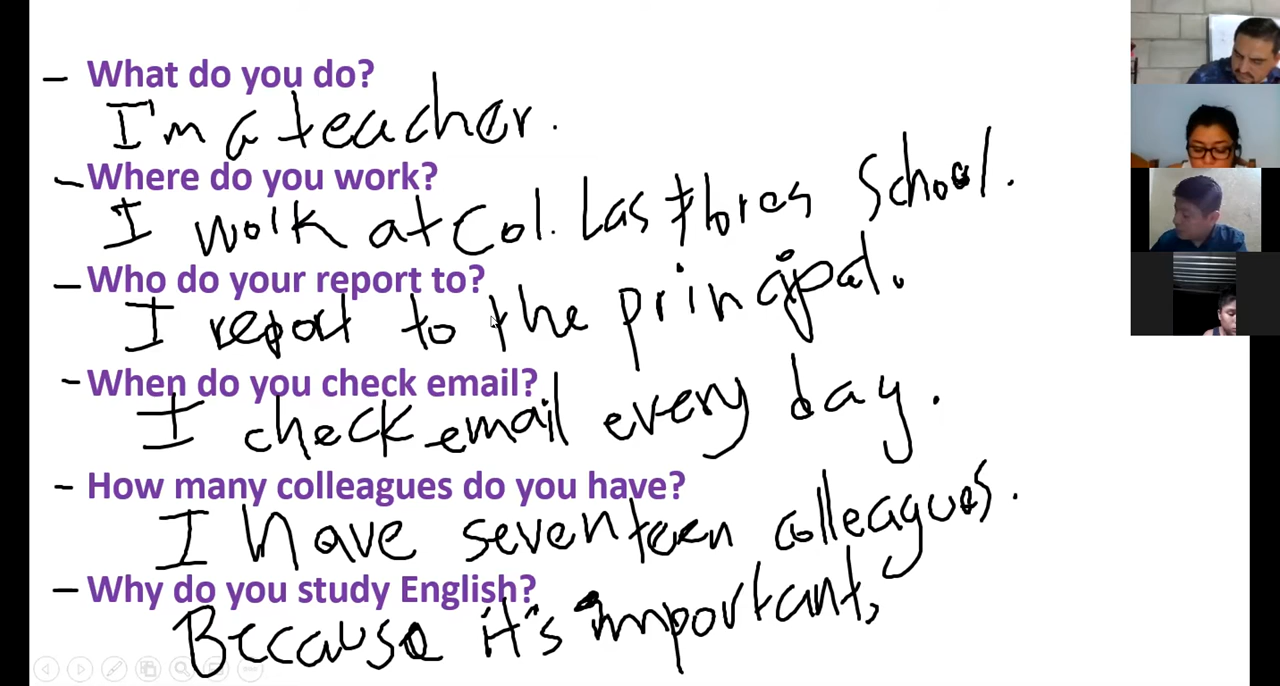 – What do you do?
I'm a teacher.
– Where do you work?
I work at Col. Las flores School.
– Who do your report to?
I report to the principal.
– When do you check email?
I check email every day.
– How many colleagues do you have?
I have seventeen colleagues.
– Why do you study English?
Because it's important,